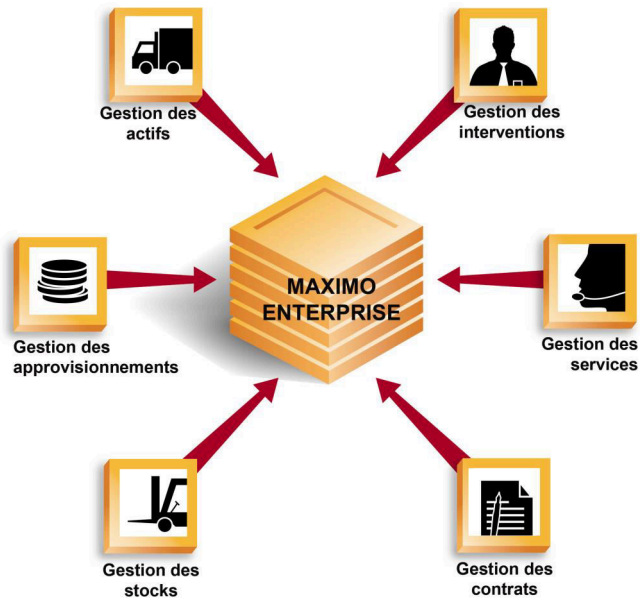 Gestion des
actifs
Gestion des
interventions
MAXIMO
ENTERPRISE
Gestion des
approvisionnements
Gestion des
services
Gestion des
stocks
Gestion des
contrats